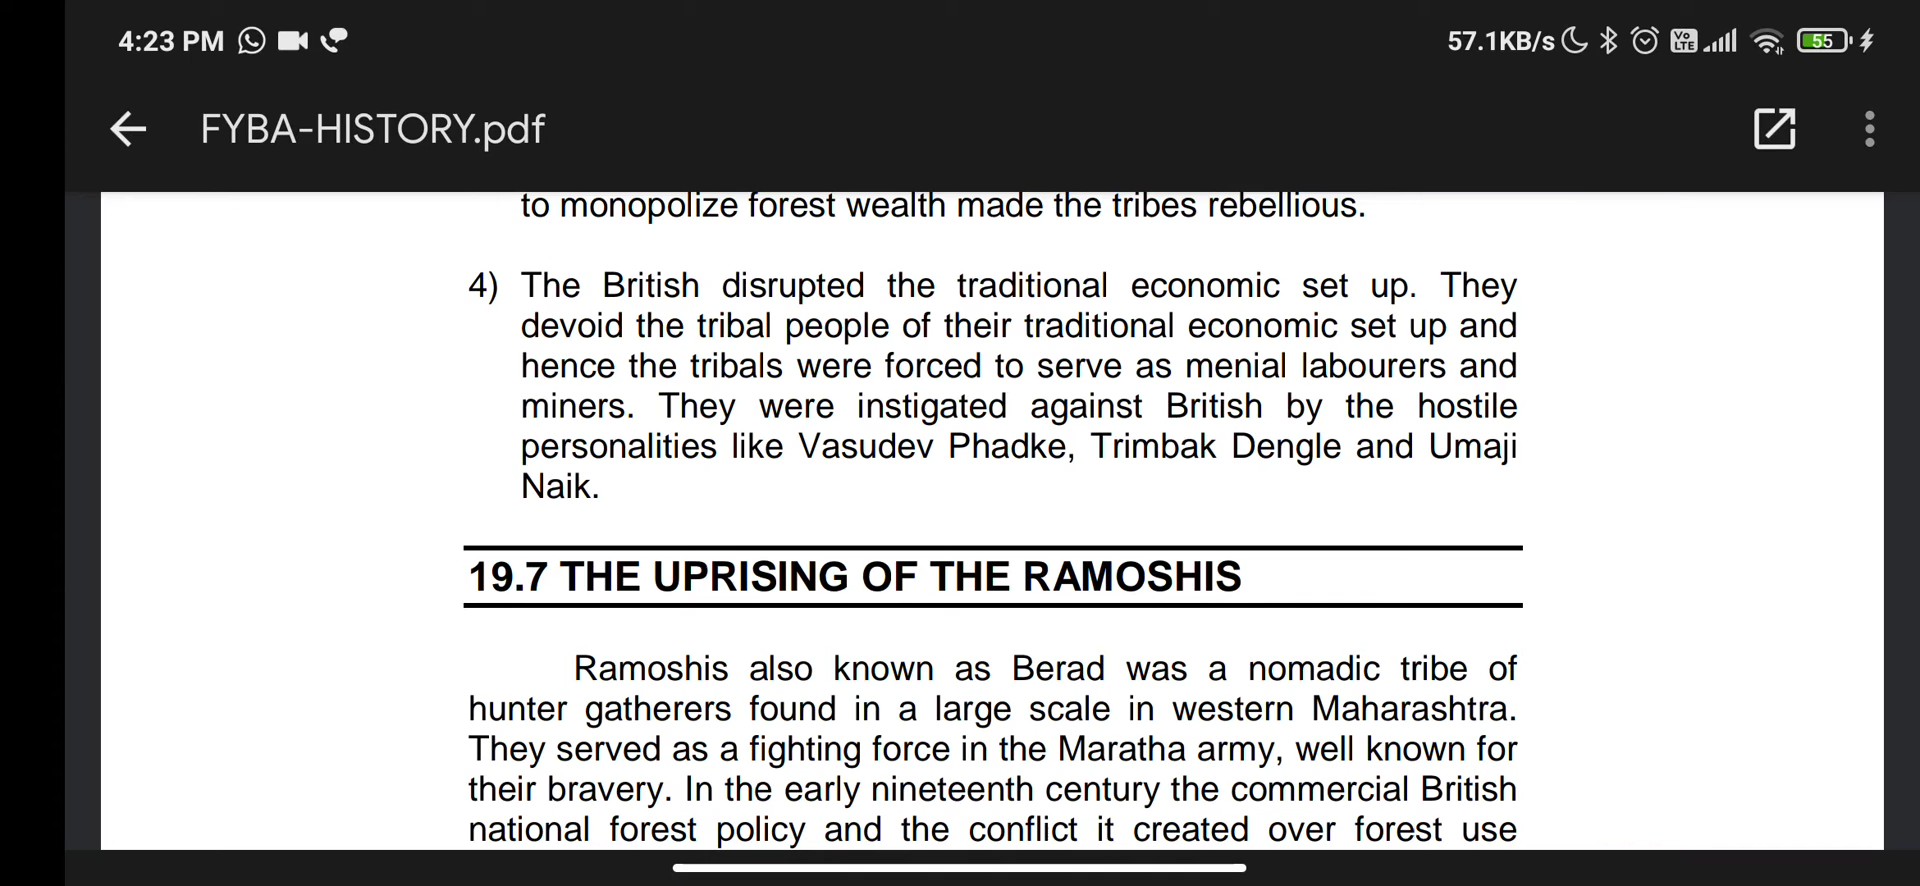 4:23 PM
57.1KB/s Vo LTE 55
FYBA-HISTORY.pdf
to monopolize forest wealth made the tribes rebellious.
4) The British disrupted the traditional economic set up. They
devoid the tribal people of their traditional economic set up and
hence the tribals were forced to serve as menial labourers and
miners. They were instigated against British by the hostile
personalities like Vasudev Phadke, Trimbak Dengle and Umaji
Naik.
19.7 THE UPRISING OF THE RAMOSHIS
Ramoshis also known as Berad was a nomadic tribe of
hunter gatherers found in a large scale in western Maharashtra.
They served as a fighting force in the Maratha army, well known for
their bravery. In the early nineteenth century the commercial British
national forest policy and the conflict it created over forest use